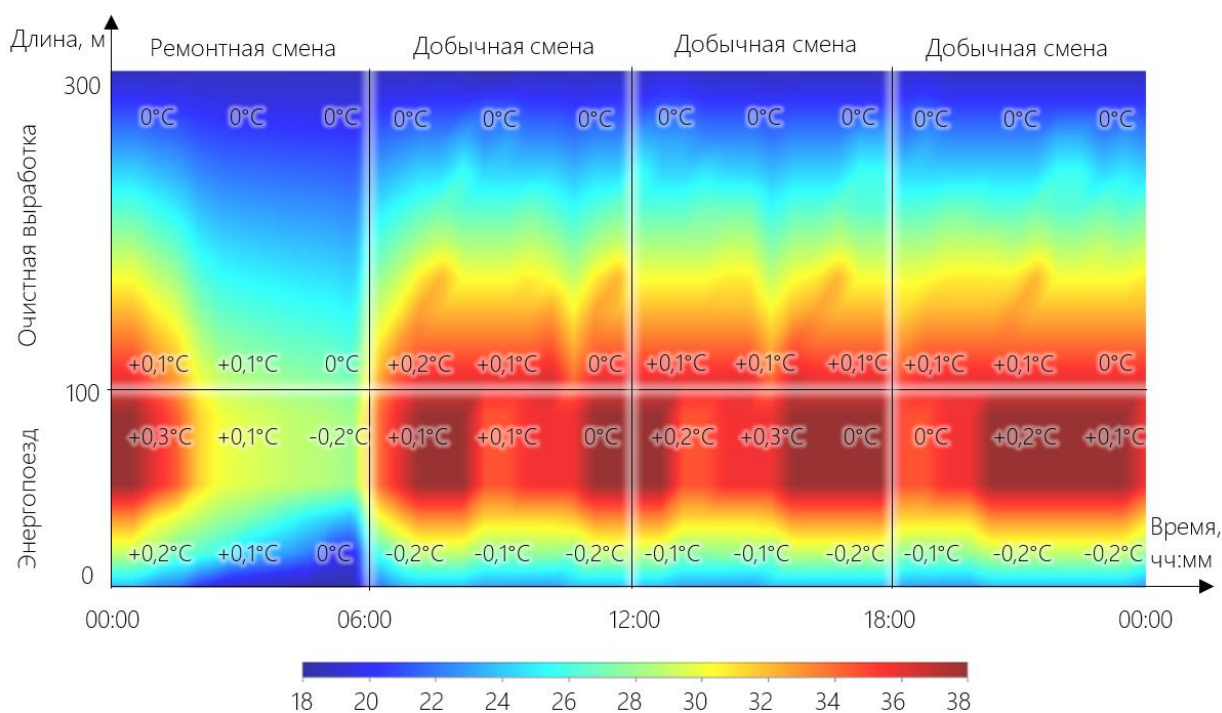 Длина, м
Ремонтная смена
Добычная смена
Добычная смена
Добычная смена
300
0°C 0°C 0°C 0°C 0°C 0°C 0°C 0°C 0°C 0°C 0°C 0°C
Очистная выработка
+0,1°C +0,1°C 0°C +0,2°C +0,1°C 0°C +0,1°C +0,1°C +0,1°C +0,1°C +0,1°C 0°C
100
+0,3°C +0,1°C -0,2°C +0,1°C +0,1°C 0°C +0,2°C +0,3°C 0°C 0°C +0,2°C +0,1°C
Энергопоезд
+0,2°C +0,1°C 0°C -0,2°C -0,1°C -0,2°C -0,1°C -0,1°C -0,2°C -0,1°C -0,2°C -0,2°C
0
Время,
чч:мм
00:00 06:00 12:00 18:00 00:00
18 20 22 24 26 28 30 32 34 36 38